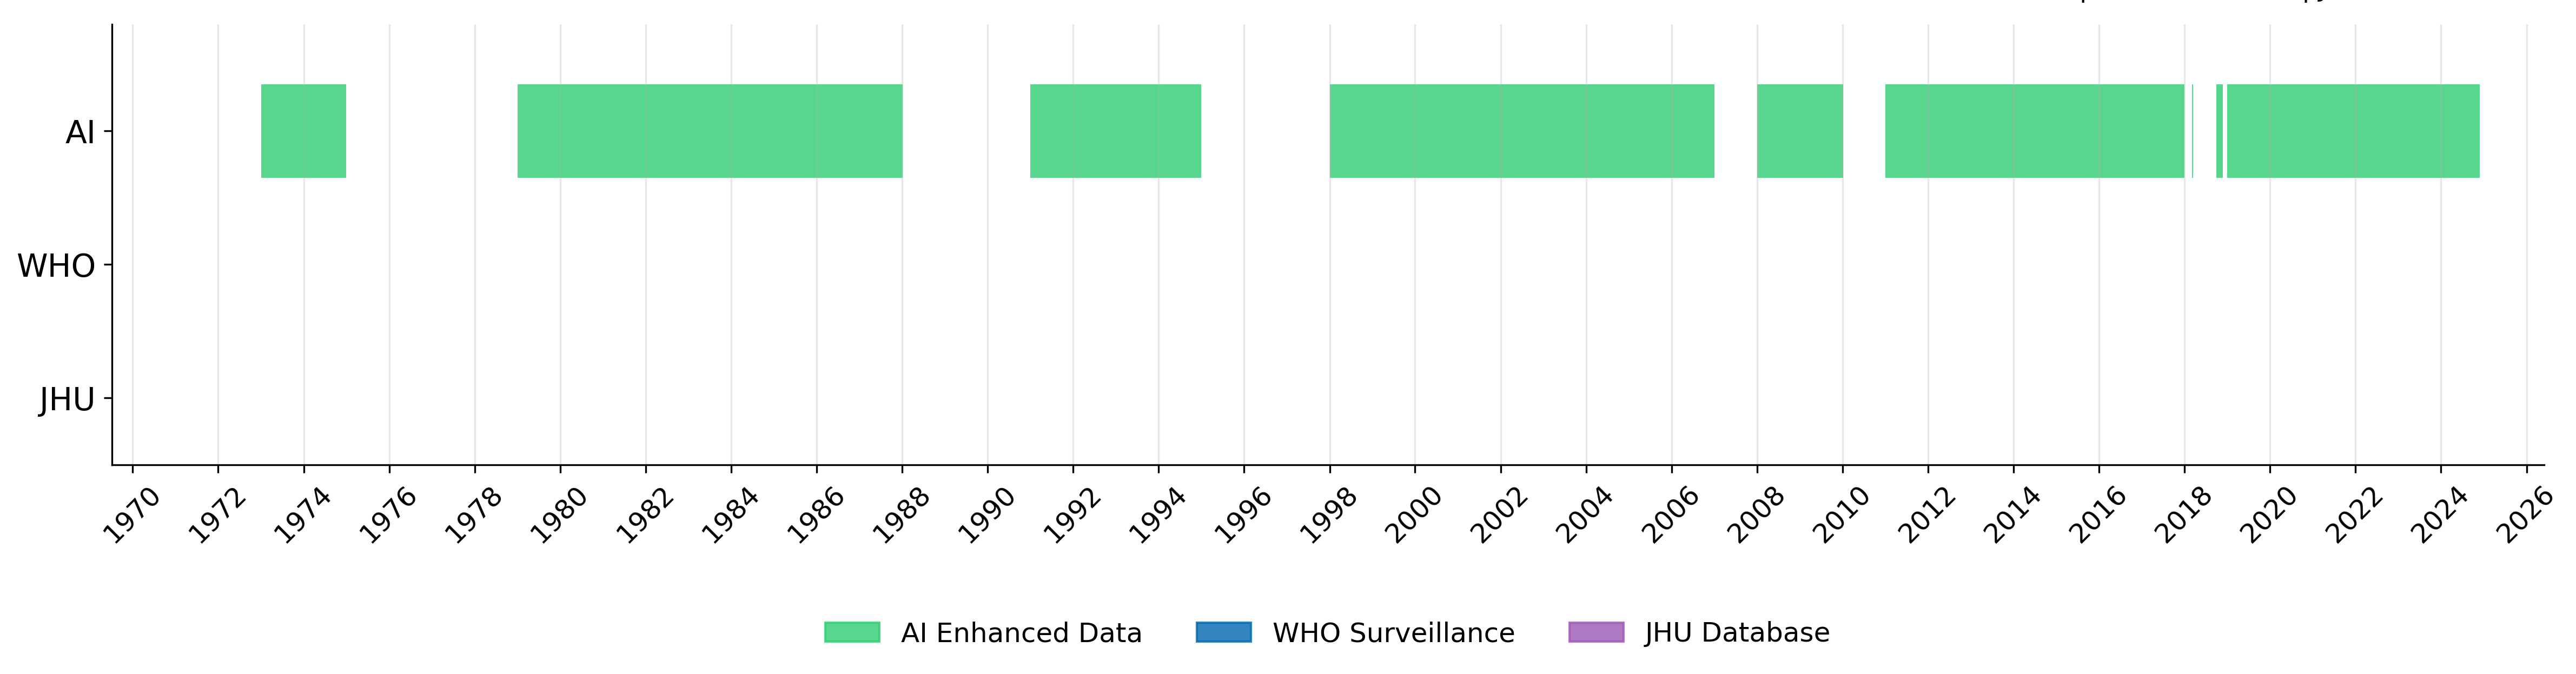 AI
WHO
JHU
1970 1972 1974 1976 1978 1980 1982 1984 1986 1988 1990 1992 1994 1996 1998 2000 2002 2004 2006 2008 2010 2012 2014 2016 2018 2020 2022 2024 2026
AI Enhanced Data WHO Surveillance JHU Database